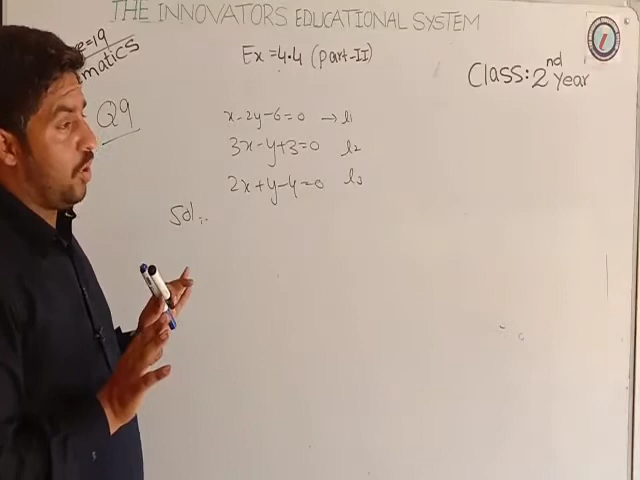 THE INNOVATORS EDUCATIONAL SYSTEM
e=19
matics
Ex=4.4 (part-II)
Class: 2nd year
Q9
x-2y-6=0 → l1
3x-y+3=0 l2
2x+y-4=0 l3
Sol:.